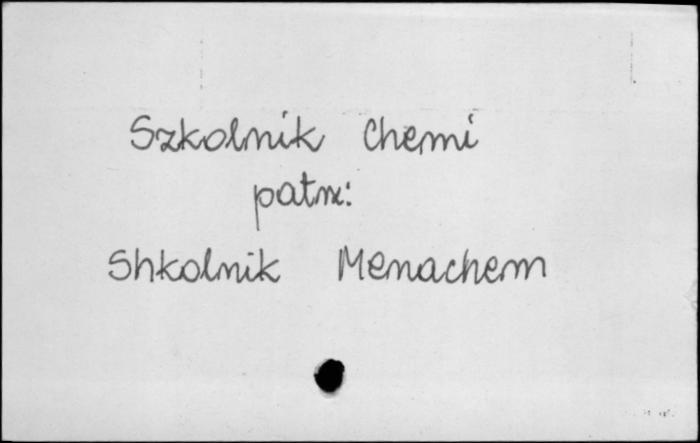 Szkolnik Chemi
patrz:
Shkolnik Menachem